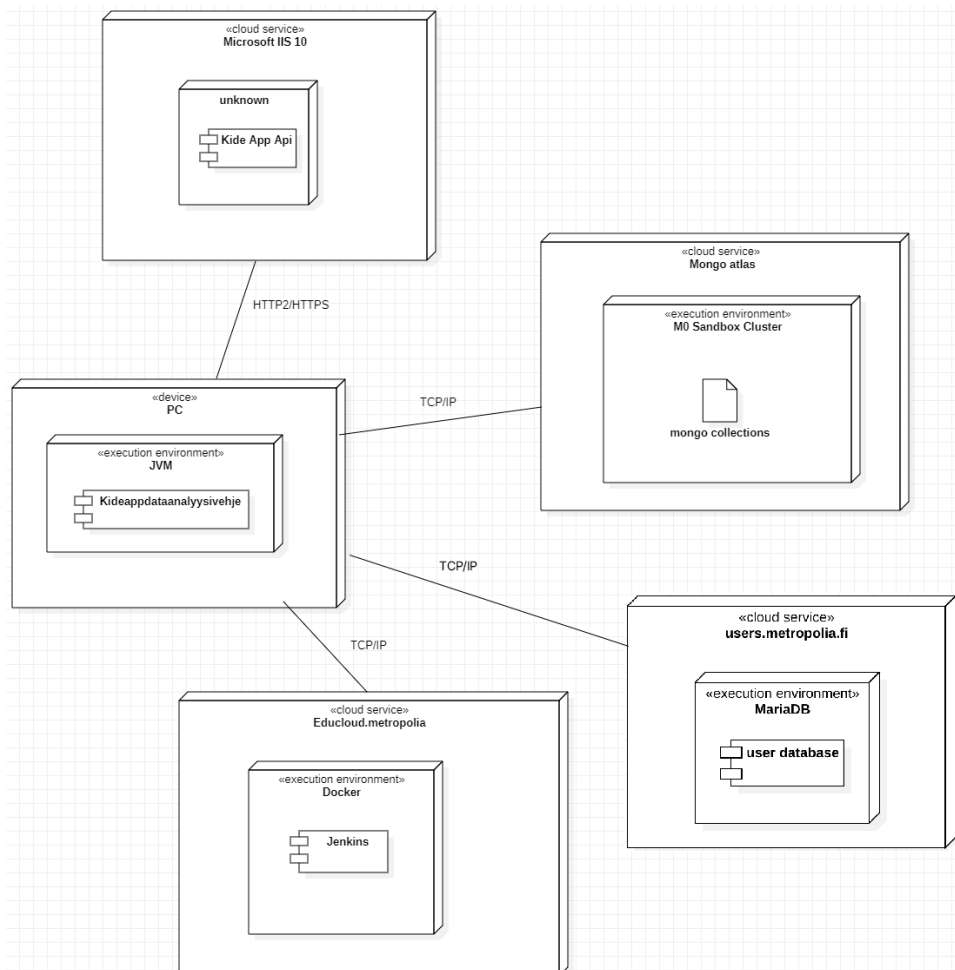 «cloud service»
Microsoft IIS 10
unknown
Kide App Api
HTTP2/HTTPS
«cloud service»
Mongo atlas
«execution environment»
M0 Sandbox Cluster
mongo collections
«device»
PC
«execution environment»
JVM
Kideappdataanalyysivehje
TCP/IP
TCP/IP
«cloud service»
users.metropolia.fi
«execution environment»
MariaDB
user database
TCP/IP
«cloud service»
Educloud.metropolia
«execution environment»
Docker
Jenkins